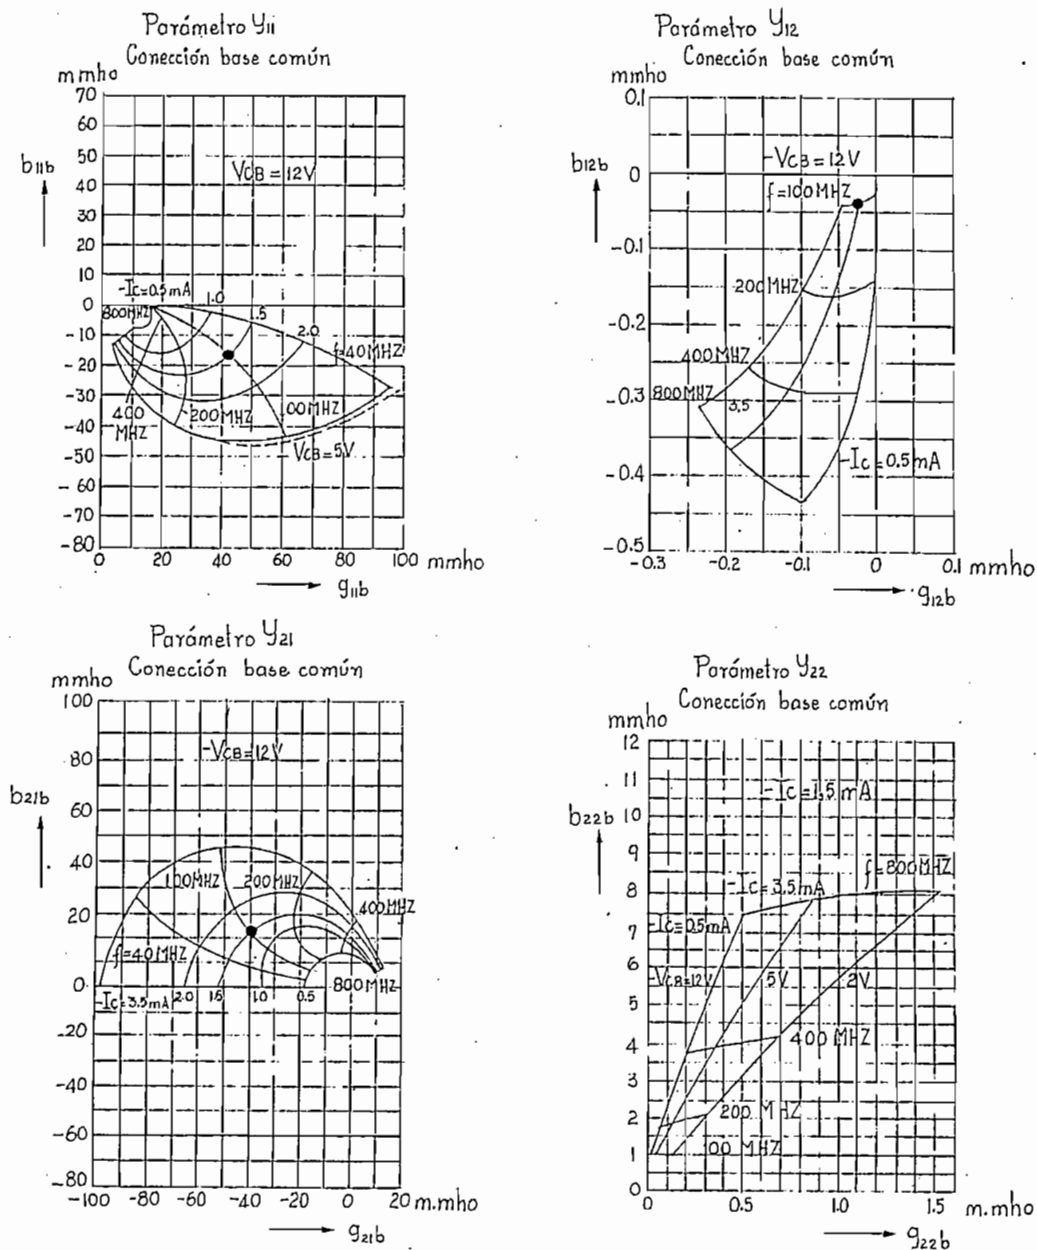 Parámetro y11
Conección base común
mmho
70
60
50
40
30
20
10
0
-10
-20
-30
-40
-50
-60
-70
-80
b11b
VCB=12V
-Ic=0.5mA
1.0
1.5
2.0
800MHZ
f=40MHZ
400
MHZ
200MHZ
00MHZ
VCB=5V
0 20 40 60 80 100 mmho
g11b
Parámetro y12
Conección base común
mmho
0.1
0
-0.1
-0.2
-0.3
-0.4
-0.5
b12b
-VCB=12V
f=100MHZ
200MHZ
400MHZ
800MHZ
3.5
-Ic=0.5mA
-0.3 -0.2 -0.1 0 0.1 mmho
g12b
Parámetro y21
Conección base común
mmho
100
80
60
40
20
0
-20
-40
-60
-80
b21b
-VCB=12V
100MHZ
200MHZ
400MHZ
f=40MHZ
800MHZ
-Ic=3.5mA 2.0 1.5 1.0 0.5
-100 -80 -60 -40 -20 0 20 m.mho
g21b
Parámetro y22
Conección base común
mmho
12
11
10
9
8
7
6
5
4
3
2
1
0
b22b
-Ic=1,5mA
f=800MHZ
-Ic=3.5mA
-Ic=0.5mA
-VCB=12V
5V
2V
400MHZ
200 MHZ
00 MHZ
0 0.5 1.0 1.5 m.mho
g22b